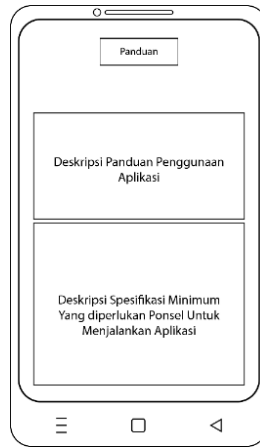 Panduan
Deskripsi Panduan Penggunaan
Aplikasi
Deskripsi Spesifikasi Minimum
Yang diperlukan Ponsel Untuk
Menjalankan Aplikasi